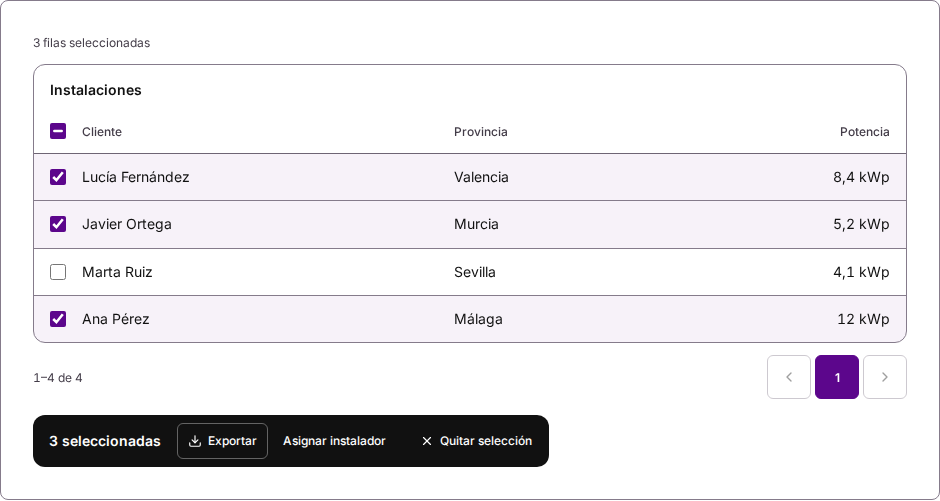 3 filas seleccionadas
Instalaciones
Cliente Provincia Potencia
Lucía Fernández Valencia 8,4 kWp
Javier Ortega Murcia 5,2 kWp
Marta Ruiz Sevilla 4,1 kWp
Ana Pérez Málaga 12 kWp
1–4 de 4 1
3 seleccionadas Exportar Asignar instalador Quitar selección